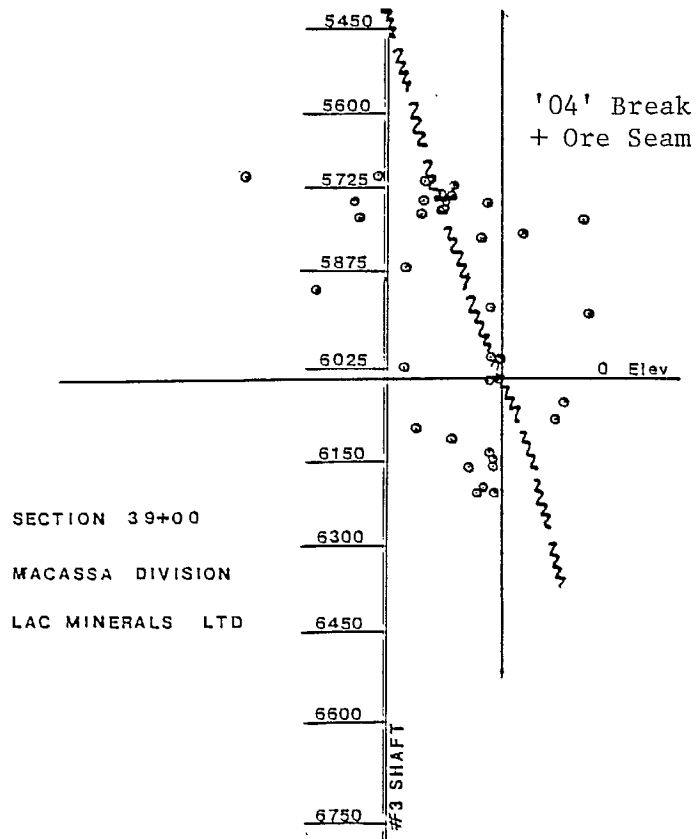 5450
'04' Break
+ Ore Seam
5600
5725
5875
6025
0 Elev
6150
SECTION 39+00
6300
MACASSA DIVISION
LAC MINERALS LTD
6450
6600
#3 SHAFT
6750